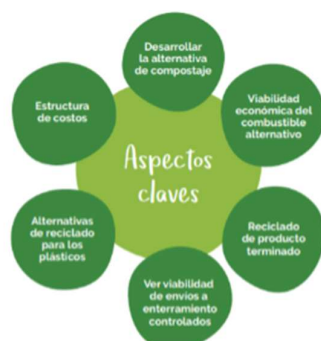 Desarrollar
la alternativa
de compostaje
Estructura
de costos
Viabilidad
económica del
combustible
alternativo
Aspectos
claves
Alternativas
de reciclado
para los
plásticos
Reciclado
de producto
terminado
Ver viabilidad
de envios a
enterramiento
controlados